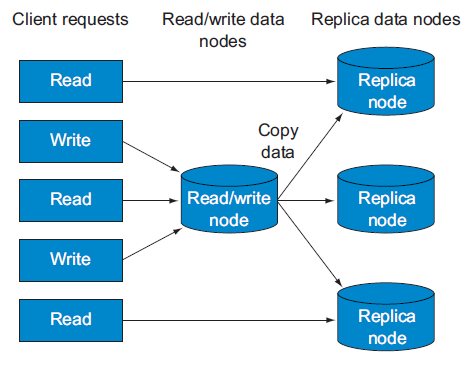 Client requests
Read/write data
nodes
Replica data nodes
Read
Replica
node
Write
Copy
data
Read
Read/write
node
Replica
node
Write
Read
Replica
node